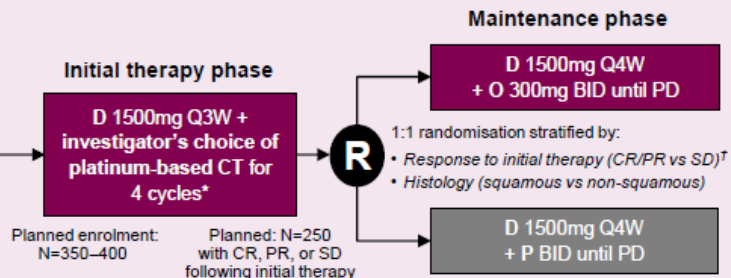 Maintenance phase
Initial therapy phase
D 1500mg Q4W
+ O 300mg BID until PD
D 1500mg Q3W +
investigator's choice of
platinum-based CT for
4 cycles*
R
1:1 randomisation stratified by:
• Response to initial therapy (CR/PR vs SD)†
• Histology (squamous vs non-squamous)
Planned enrolment:
N=350–400
Planned: N=250
with CR, PR, or SD
following initial therapy
D 1500mg Q4W
+ P BID until PD